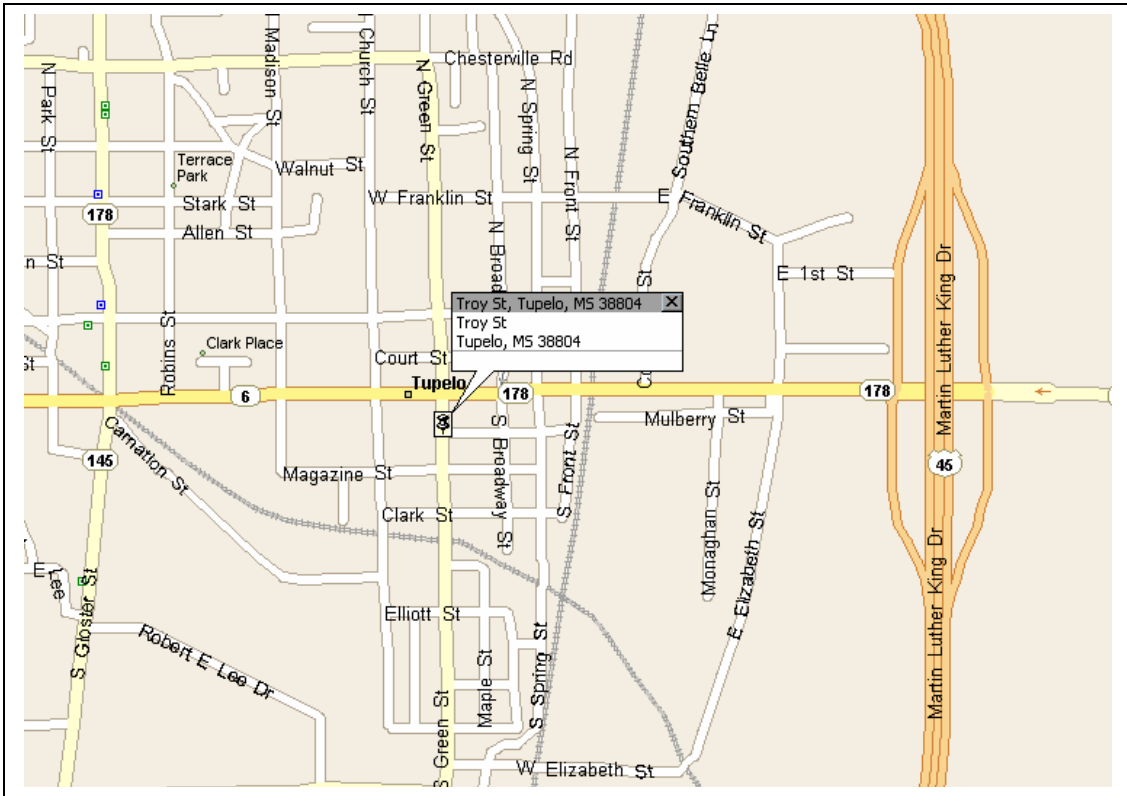 N Park St
Madison St
Church St
N Green St
Chesterville Rd
N Spring St
N Front St
Southern Belle Ln
Martin Luther King Dr
Terrace
Park
Walnut St
Stark St
W Franklin St
E Franklin St
178
Allen St
n St
N Broad
St
E 1st St
Troy St, Tupelo, MS 38804
Troy St
Tupelo, MS 38804
Robins St
Clark Place
Court St
St
Co
Tupelo
6
178
178
Mulberry St
S Broadway St
S Front St
Carnation St
145
Magazine St
45
Clark St
Monaghan St
E Elizabeth St
E Lee
Elliott St
S Gloster St
Robert E Lee Dr
Maple St
S Spring St
S Green St
Martin Luther King Dr
W Elizabeth St